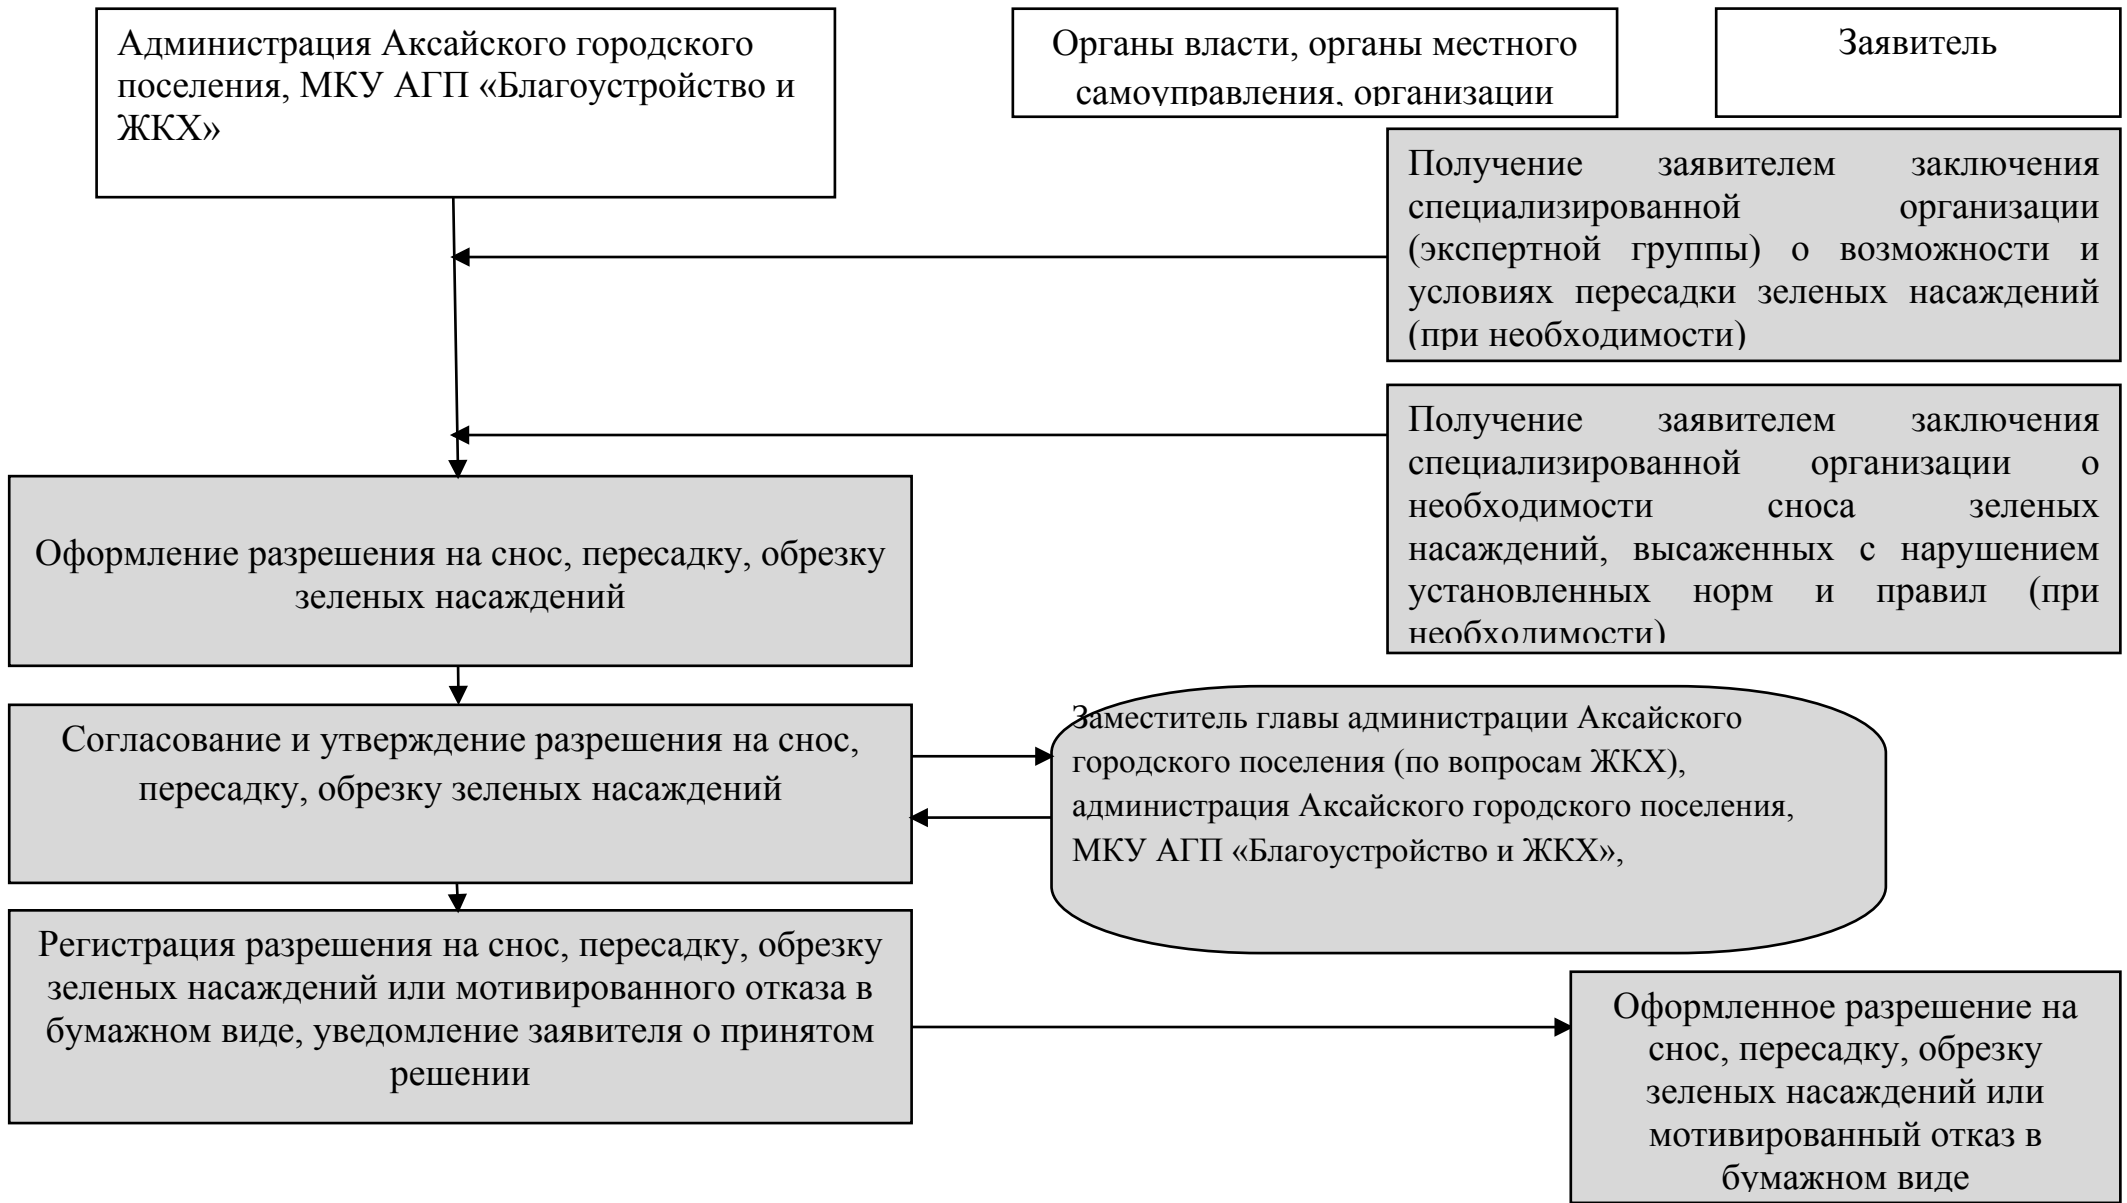 Администрация Аксайского городского
поселения, МКУ АГП «Благоустройство и
ЖКХ»
Органы власти, органы местного
самоуправления, организации
Заявитель
Получение заявителем заключения
специализированной организации
(экспертной группы) о возможности и
условиях пересадки зеленых насаждений
(при необходимости)
Получение заявителем заключения
специализированной организации о
необходимости сноса зеленых
насаждений, высаженных с нарушением
установленных норм и правил (при
необходимости)
Оформление разрешения на снос, пересадку, обрезку
зеленых насаждений
Согласование и утверждение разрешения на снос,
пересадку, обрезку зеленых насаждений
Заместитель главы администрации Аксайского
городского поселения (по вопросам ЖКХ),
администрация Аксайского городского поселения,
МКУ АГП «Благоустройство и ЖКХ»,
Регистрация разрешения на снос, пересадку, обрезку
зеленых насаждений или мотивированного отказа в
бумажном виде, уведомление заявителя о принятом
решении
Оформленное разрешение на
снос, пересадку, обрезку
зеленых насаждений или
мотивированный отказ в
бумажном виде